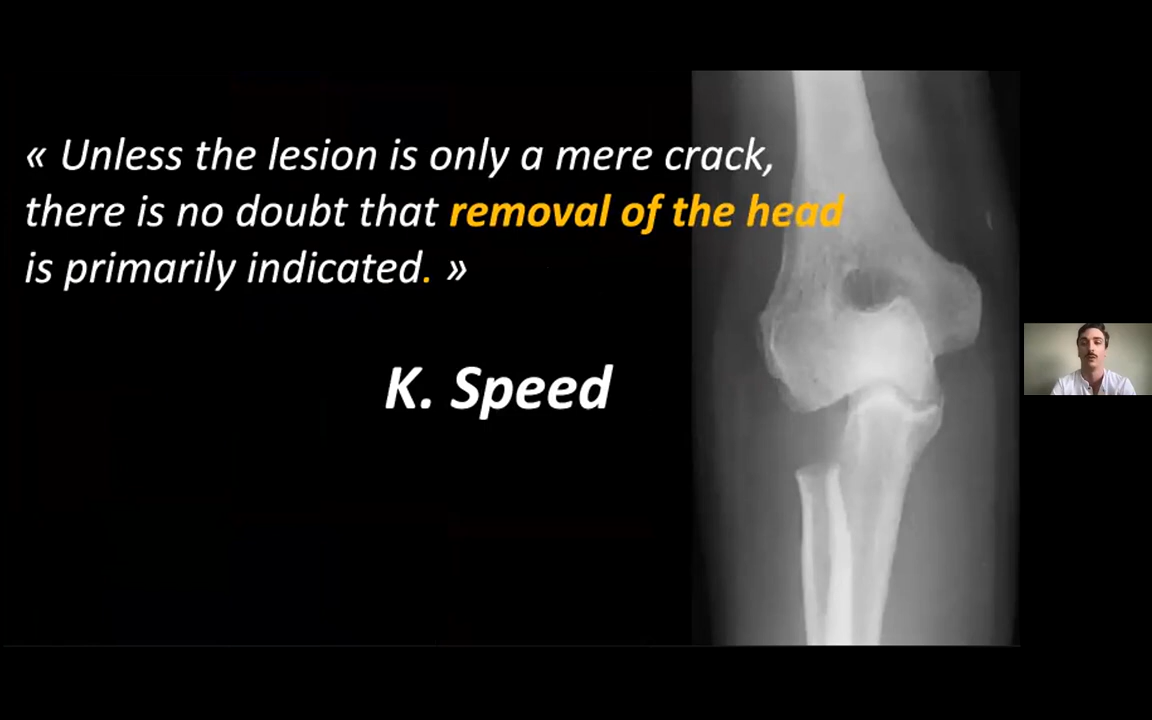 « Unless the lesion is only a mere crack,
there is no doubt that removal of the head
is primarily indicated. »
K. Speed